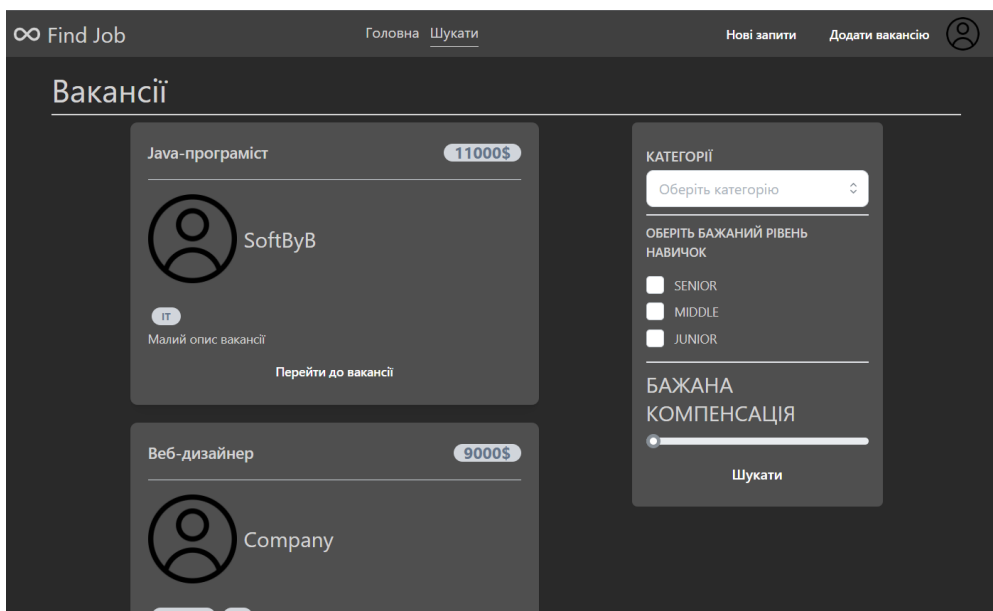 Find Job
Головна Шукати
Нові запити
Додати вакансію
Вакансії
Java-програміст
11000$
SoftByB
IT
Малий опис вакансії
Перейти до вакансії
Веб-дизайнер
9000$
Company
КАТЕГОРІЇ
Оберіть категорію
ОБЕРІТЬ БАЖАНИЙ РІВЕНЬ
НАВИЧОК
SENIOR
MIDDLE
JUNIOR
БАЖАНА
КОМПЕНСАЦІЯ
Шукати